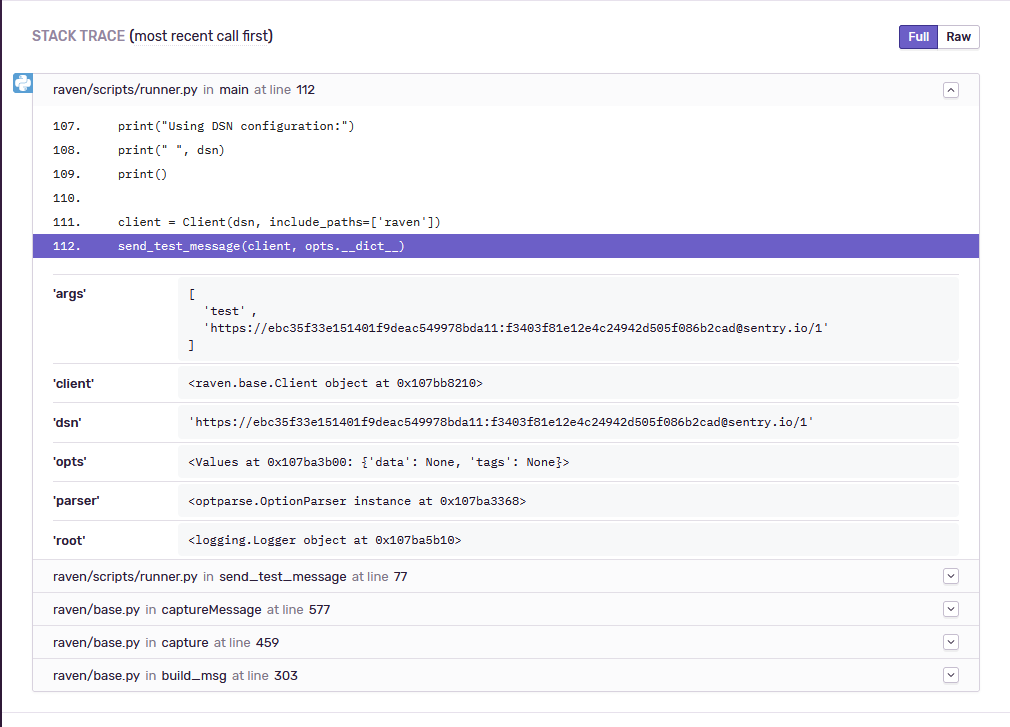 STACK TRACE (most recent call first)
Full Raw
raven/scripts/runner.py in main at line 112
107. print("Using DSN configuration:")
108. print(" ", dsn)
109. print()
110.
111. client = Client(dsn, include_paths=['raven'])
112. send_test_message(client, opts.__dict__)
'args' [
'test' ,
'https://ebc35f33e151401f9deac549978bda11:f3403f81e12e4c24942d505f086b2cad@sentry.io/1'
]
'client' <raven.base.Client object at 0x107bb8210>
'dsn' 'https://ebc35f33e151401f9deac549978bda11:f3403f81e12e4c24942d505f086b2cad@sentry.io/1'
'opts' <Values at 0x107ba3b00: {'data': None, 'tags': None}>
'parser' <optparse.OptionParser instance at 0x107ba3368>
'root' <logging.Logger object at 0x107ba5b10>
raven/scripts/runner.py in send_test_message at line 77
raven/base.py in captureMessage at line 577
raven/base.py in capture at line 459
raven/base.py in build_msg at line 303